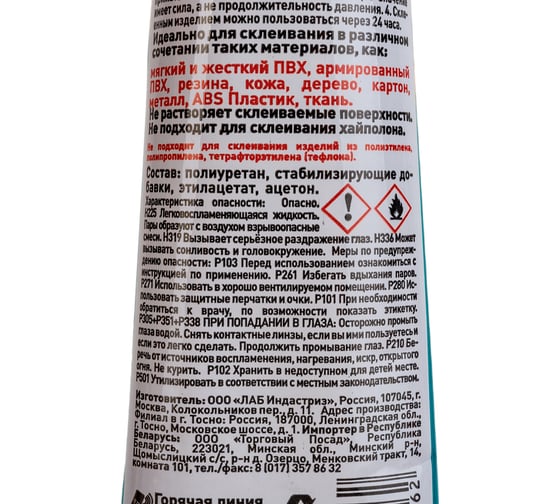 имеет сила, а не продолжительность давления. 4. Скле-
енным изделием можно пользоваться через 24 часа.
Идеально для склеивания в различном
сочетании таких материалов, как:
мягкий и жесткий ПВХ, армированный
ПВХ, резина, кожа, дерево, картон,
металл, ABS Пластик, ткань.
Не растворяет склеиваемые поверхности.
Не подходит для склеивания хайполона.
Не подходит для склеивания изделий из полиэтилена,
полипропилена, тетрафторэтилена (тефлона).
Состав: полиуретан, стабилизирующие до-
бавки, этилацетат, ацетон.
Характеристика опасности: Опасно.
H225 Легковоспламеняющаяся жидкость.
Пары образуют с воздухом взрывоопасные
смеси. H319 Вызывает серьёзное раздражение глаз. H336 Может
вызывать сонливость и головокружение. Меры по предупреж-
дению: P103 Перед использованием ознакомиться с
инструкцией по применению. P261 Избегать вдыхания паров.
P271 Использовать в хорошо вентилируемом помещении. P280 Ис-
пользовать защитные перчатки и очки. P101 При необходимости
обратиться к врачу, по возможности показать этикетку.
P305+P351+P338 ПРИ ПОПАДАНИИ В ГЛАЗА: Осторожно промыть
глаза водой. Снять контактные линзы, если вы ими пользуетесь и
если это легко сделать. Продолжить промывание глаз. P210 Бе-
речь от источников воспламенения, нагревания, искр, открытого
огня. Не курить. P102 Хранить в недоступном для детей месте.
P501 Утилизировать в соответствии с местным законодательством.
Изготовитель: ООО «ЛАБ Индастриз», Россия, 107045, г.
Москва, Колокольников пер., д. 11. Адрес производства:
Филиал в г. Тосно: Россия, 187000, Ленинградская обл.,
г. Тосно, Московское шоссе, д. 1. Импортер в Республике
Беларусь: ООО "Торговый Посад", Республика
Беларусь, 223021, Минская обл., Минский р-н,
Щомыслицкий с/с, р-н д. Озерцо, Меньковский тракт, 14,
комната 101, тел./факс: 8 (017) 357 86 32
Горячая линия